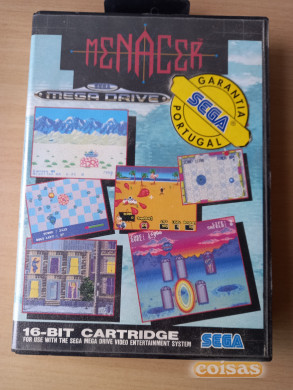 MENACER
SEGA
MEGA DRIVE
GARANTIA
SEGA
PORTUGAL
16-BIT CARTRIDGE
FOR USE WITH THE SEGA MEGA DRIVE VIDEO ENTERTAINMENT SYSTEM
SEGA
coisas